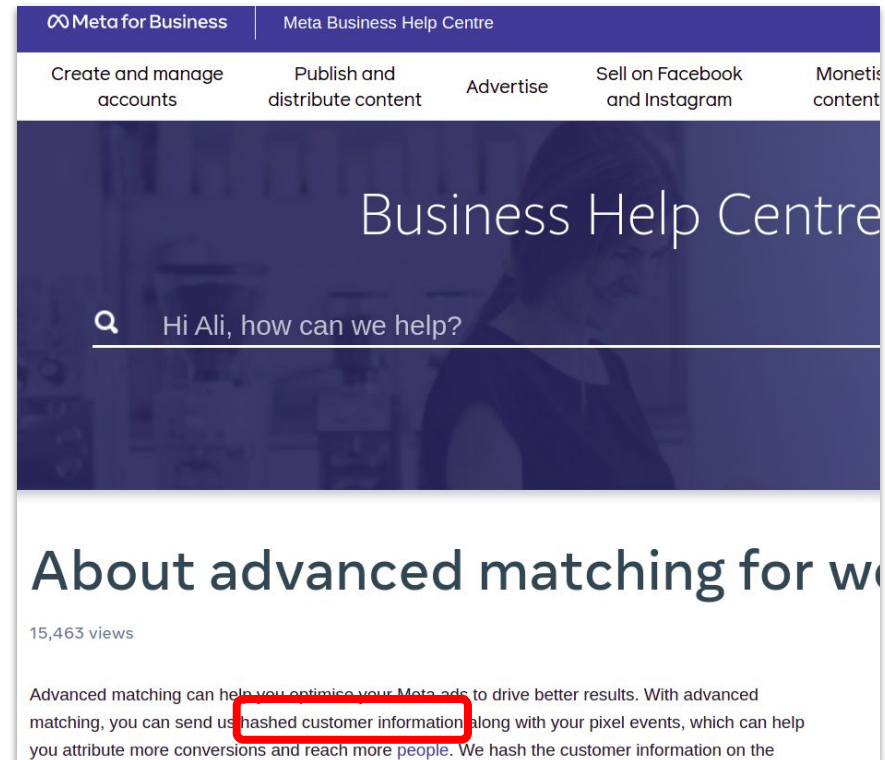 Meta for Business
Meta Business Help Centre
Create and manage accounts
Publish and distribute content
Advertise
Sell on Facebook and Instagram
Monetis
content
Business Help Centre
Hi Ali, how can we help?
About advanced matching for w
15,463 views
Advanced matching can help you optimise your Meta ads to drive better results. With advanced
matching, you can send us hashed customer information along with your pixel events, which can help
you attribute more conversions and reach more people. We hash the customer information on the